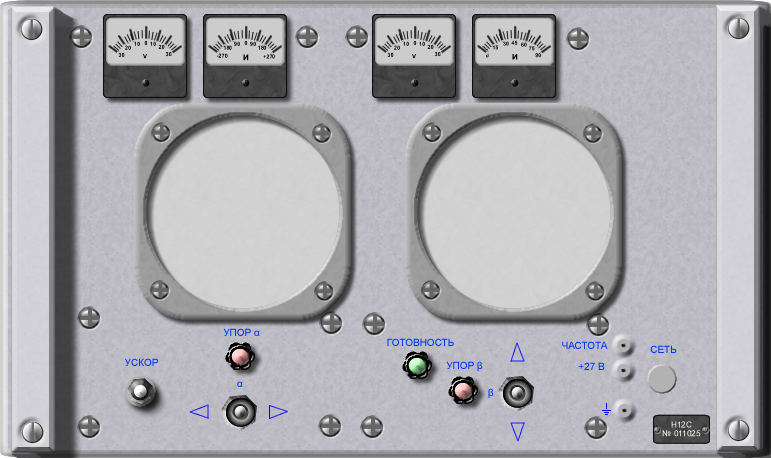 30 20 10 0 10 20 30
V
-270 180 90 0 90 180 +270
И
30 20 10 0 10 20 30
V
0 15 30 45 60 75 90
И
УПОР α
ГОТОВНОСТЬ
ЧАСТОТА
СЕТЬ
УСКОР
УПОР β
+27 В
α
β
Н12С
№ 011025